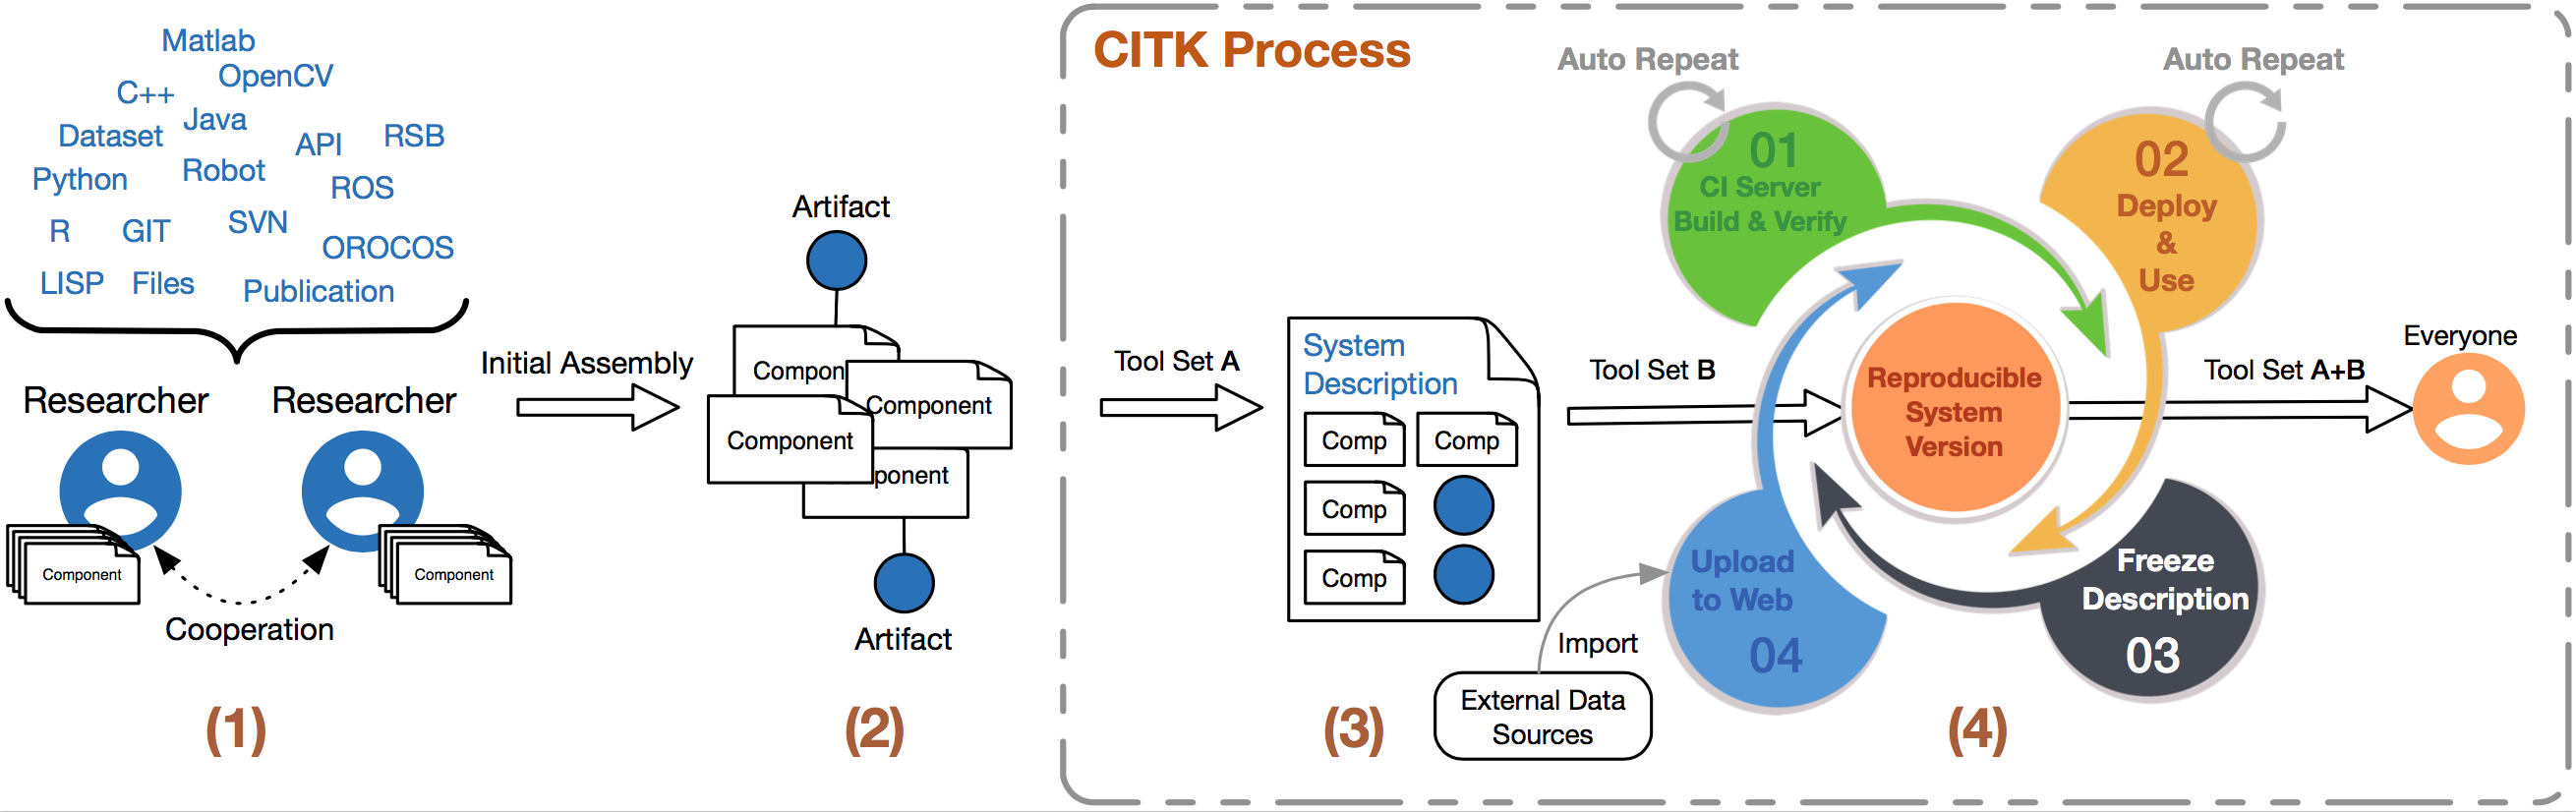 Matlab
OpenCV
C++
Java
Dataset
API
RSB
Python
Robot
ROS
R
GIT
SVN
OROCOS
LISP
Files
Publication
Researcher
Researcher
Component
Component
Cooperation
(1)
Initial Assembly
Artifact
Compon
Component
Component
ponent
Artifact
(2)
CITK Process
Tool Set A
System
Description
Comp
Comp
Comp
Comp
(3)
Tool Set B
Import
External Data
Sources
Auto Repeat
Auto Repeat
01
CI Server
Build & Verify
02
Deploy
&
Use
Reproducible
System
Version
Freeze
Description
03
Upload
to Web
04
(4)
Tool Set A+B
Everyone